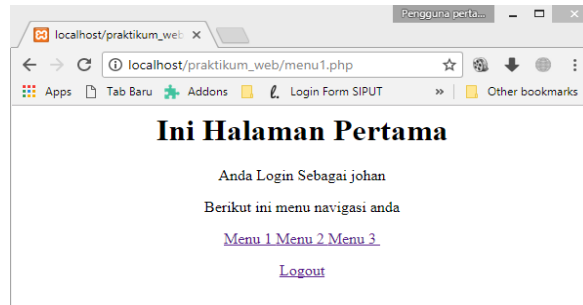 Pengguna perta...
localhost/praktikum_web
localhost/praktikum_web/menu1.php
Apps Tab Baru Addons Login Form SIPUT » Other bookmarks
Ini Halaman Pertama
Anda Login Sebagai johan
Berikut ini menu navigasi anda
Menu 1 Menu 2 Menu 3
Logout